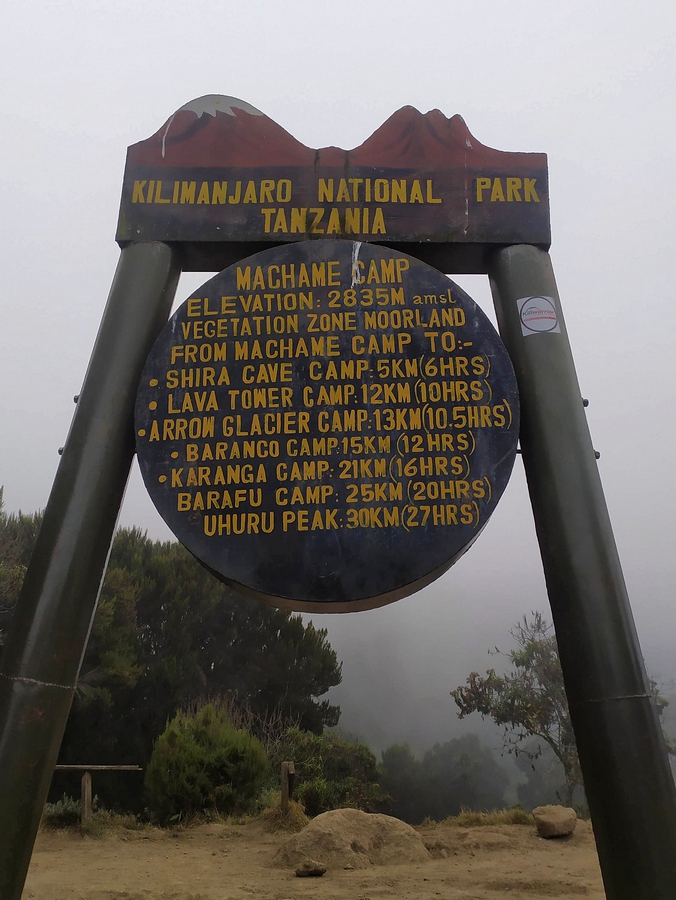 KILIMANJARO NATIONAL PARK
TANZANIA
MACHAME CAMP
ELEVATION: 2835M amsl
VEGETATION ZONE MOORLAND
FROM MACHAME CAMP TO:-
• SHIRA CAVE CAMP:5KM(6HRS)
• LAVA TOWER CAMP:12KM(10HRS)
• ARROW GLACIER CAMP:13KM(10.5HRS)
• BARANCO CAMP:15KM (12HRS)
• KARANGA CAMP: 21KM(16HRS)
BARAFU CAMP: 25KM(20HRS)
UHURU PEAK:30KM(27HRS)